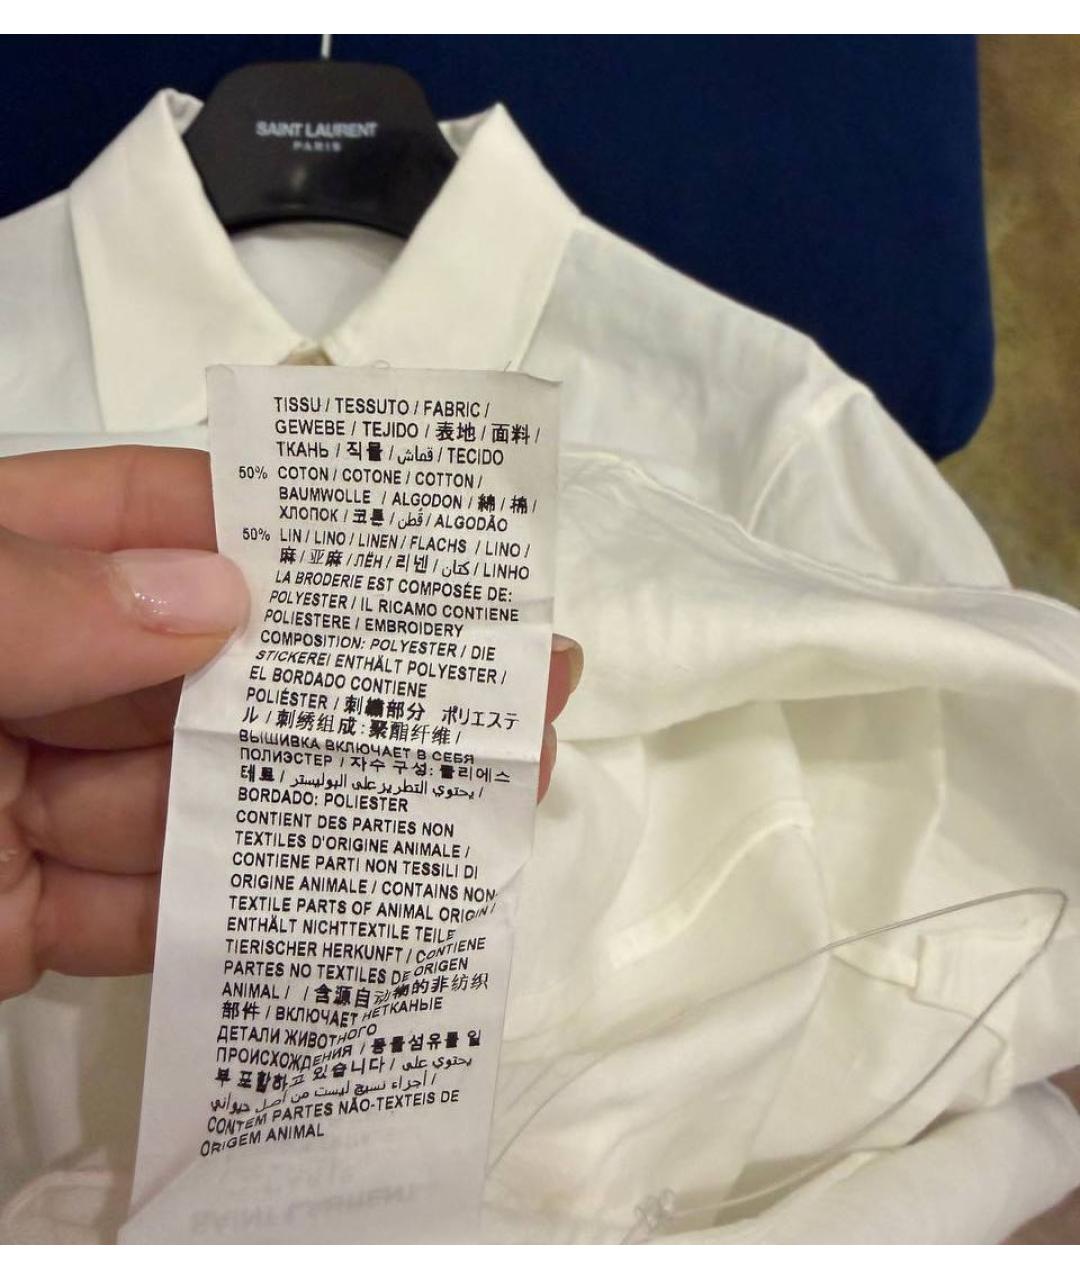 SAINT LAURENT
PARIS
TISSU / TESSUTO / FABRIC /
GEWEBE / TEJIDO / 表地 / 面料 /
ТКАНЬ / 직물 / قماش / TECIDO
50% COTON / COTONE / COTTON /
BAUMWOLLE / ALGODON / 綿 / 棉 /
ХЛОПОК / 코튼 / قطن / ALGODÃO
50% LIN / LINO / LINEN / FLACHS / LINO /
麻 / 亚麻 / ЛЁН / 리넨 / كتان / LINHO
LA BRODERIE EST COMPOSÉE DE:
POLYESTER / IL RICAMO CONTIENE
POLIESTERE / EMBROIDERY
COMPOSITION: POLYESTER / DIE
STICKEREI ENTHÄLT POLYESTER /
EL BORDADO CONTIENE
POLIÉSTER / 刺繍部分 ポリエステ
ル / 刺绣组成: 聚酯纤维 /
ВЫШИВКА ВКЛЮЧАЕТ В СЕБЯ
ПОЛИЭСТЕР / 자수 구성: 폴리에스
테르 / يحتوي التطريز على البوليستر /
BORDADO: POLIESTER
CONTIENT DES PARTIES NON
TEXTILES D'ORIGINE ANIMALE /
CONTIENE PARTI NON TESSILI DI
ORIGINE ANIMALE / CONTAINS NON-
TEXTILE PARTS OF ANIMAL ORIGIN /
ENTHÄLT NICHTTEXTILE TEILE
TIERISCHER HERKUNFT / CONTIENE
PARTES NO TEXTILES DE ORIGEN
ANIMAL / / 含源自动物的非纺织
部件 / ВКЛЮЧАЕТ НЕТКАНЫЕ
ДЕТАЛИ ЖИВОТНОГО
ПРОИСХОЖДЕНИЯ / 동물섬유를 일
부 포함하고 있습니다 / يحتوي على
أجزاء نسيج ليست من أصل حيواني /
CONTEM PARTES NÃO-TEXTEIS DE
ORIGEM ANIMAL
SAINT LAURENT